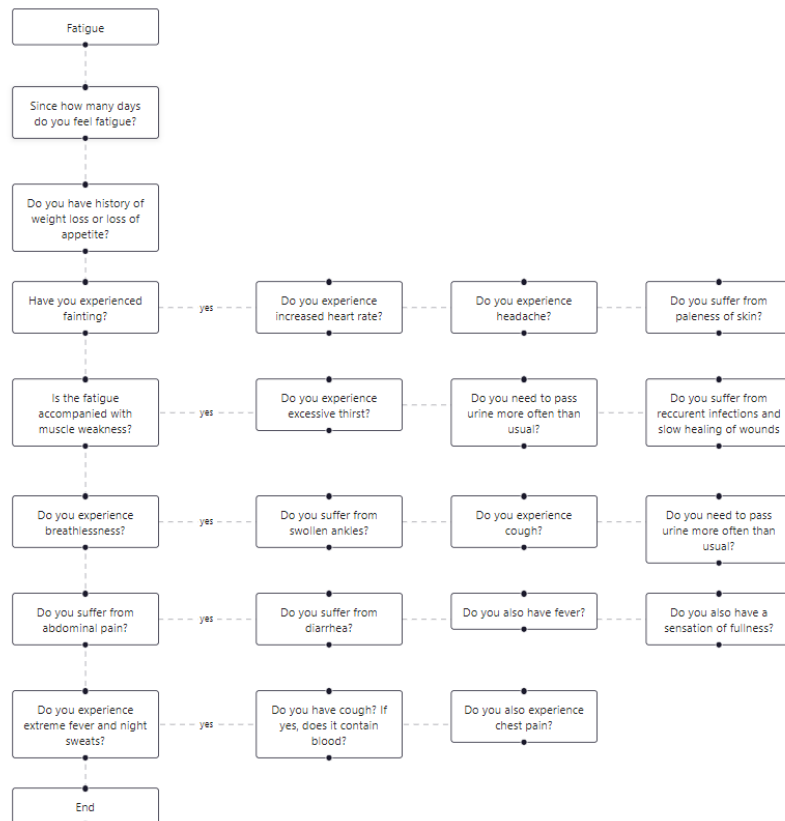 Fatigue
Since how many days
do you feel fatigue?
Do you have history of
weight loss or loss of
appetite?
Have you experienced
fainting?
yes
Do you experience
increased heart rate?
Do you experience
headache?
Do you suffer from
paleness of skin?
Is the fatigue
accompanied with
muscle weakness?
yes
Do you experience
excessive thirst?
Do you need to pass
urine more often than
usual?
Do you suffer from
reccurent infections and
slow healing of wounds
Do you experience
breathlessness?
yes
Do you suffer from
swollen ankles?
Do you experience
cough?
Do you need to pass
urine more often than
usual?
Do you suffer from
abdominal pain?
yes
Do you suffer from
diarrhea?
Do you also have fever?
Do you also have a
sensation of fullness?
Do you experience
extreme fever and night
sweats?
yes
Do you have cough? If
yes, does it contain
blood?
Do you also experience
chest pain?
End